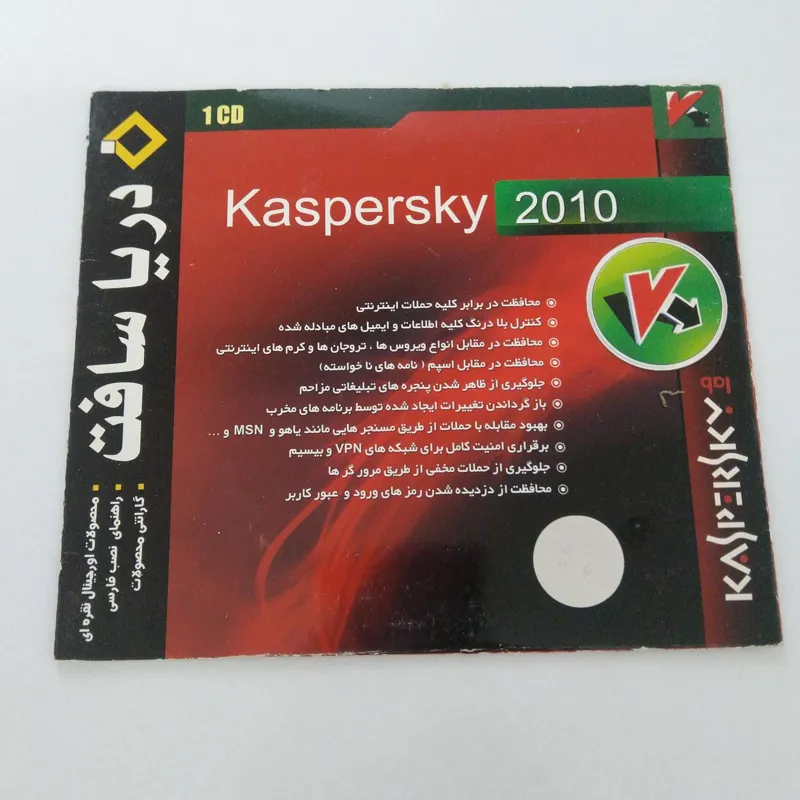 1 CD
Kaspersky 2010
محافظت در برابر کلیه حملات اینترنتی
کنترل بلا درنگ کلیه اطلاعات و ایمیل های مبادله شده
محافظت در مقابل انواع ویروس ها ، تروجان ها و کرم های اینترنتی
محافظت در مقابل اسپم ( نامه های نا خواسته)
جلوگیری از ظاهر شدن پنجره های تبلیغاتی مزاحم
باز گرداندن تغییرات ایجاد شده توسط برنامه های مخرب
بهبود مقابله با حملات از طریق مسنجر هایی مانند یاهو و MSN و ...
برقراری امنیت کامل برای شبکه های VPN و بیسیم
جلوگیری از حملات مخفی از طریق مرور گر ها
محافظت از دزدیده شدن رمز های ورود و عبور کاربر
KASPERSKY lab
دریا سافت
محصولات اورجینال نقره ای
راهنمای نصب فارسی
گارانتی محصولات